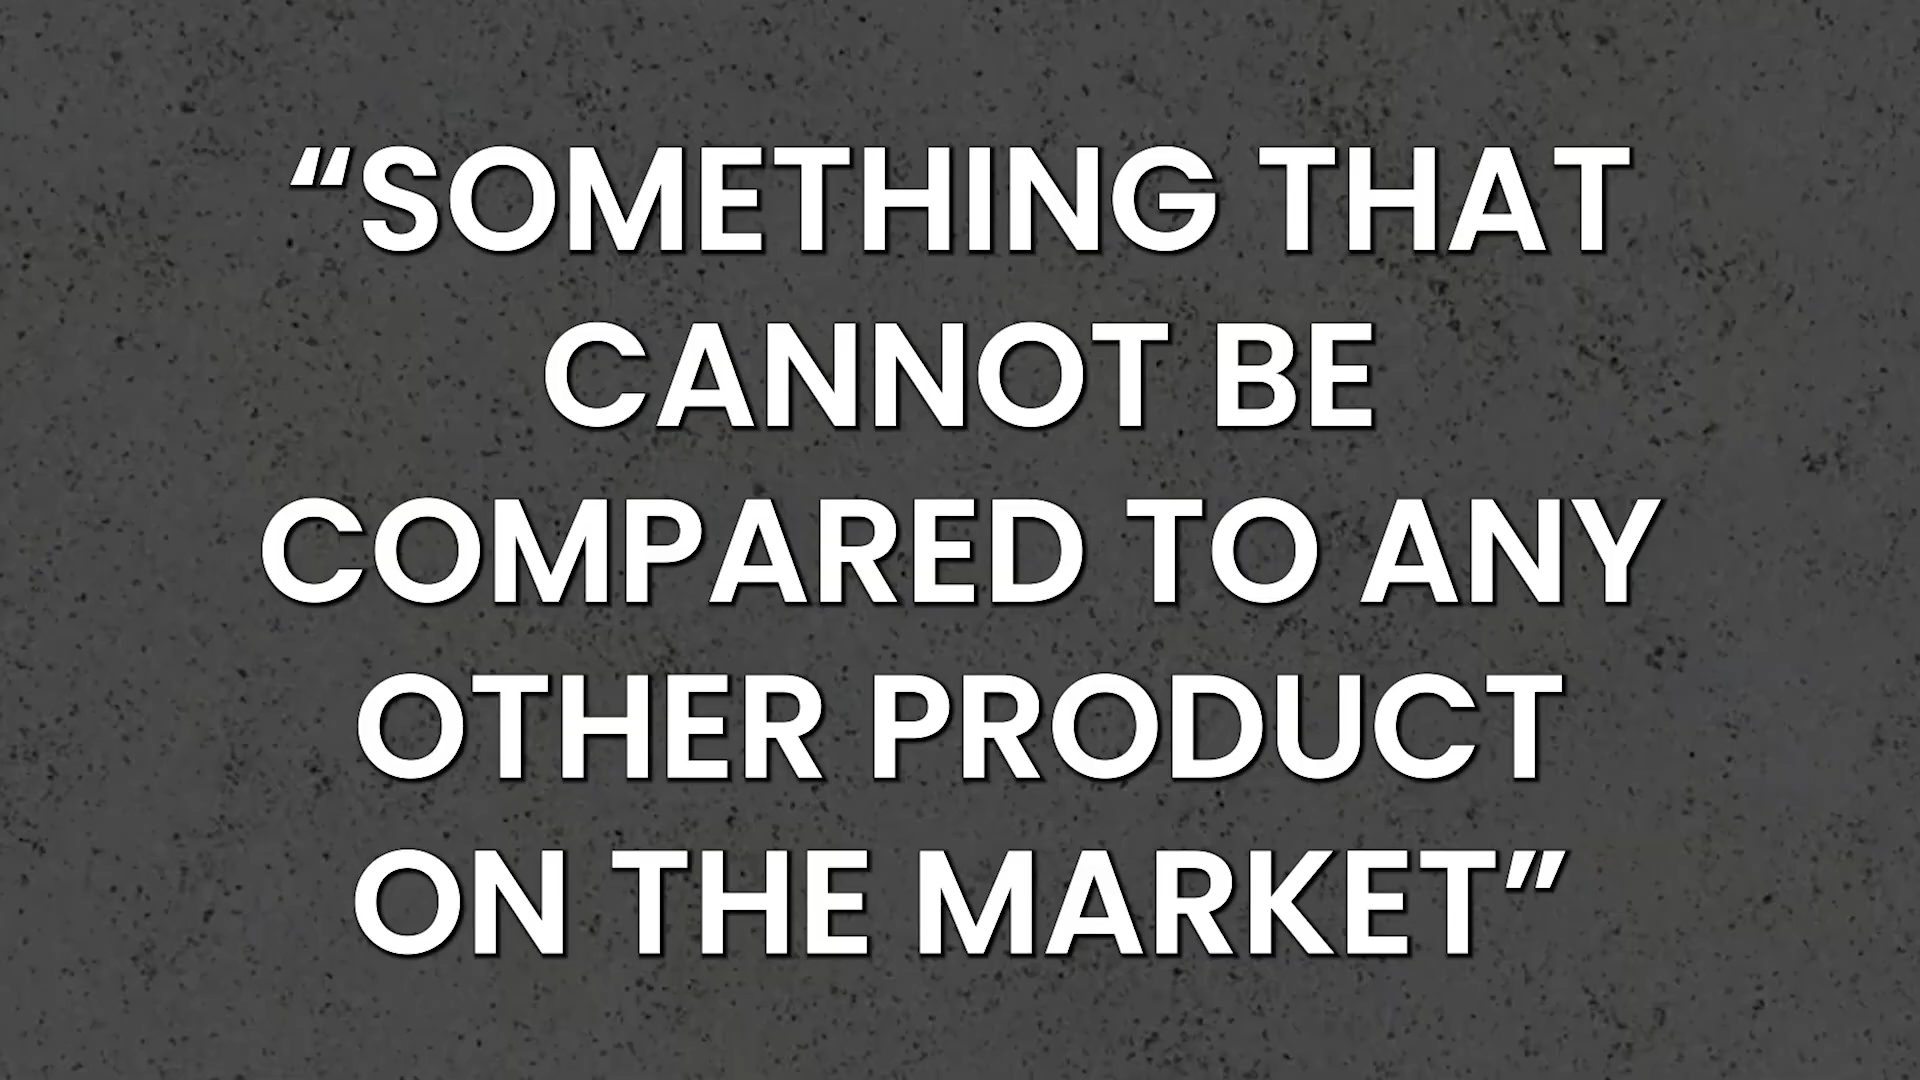 “SOMETHING THAT
CANNOT BE
COMPARED TO ANY
OTHER PRODUCT
ON THE MARKET”